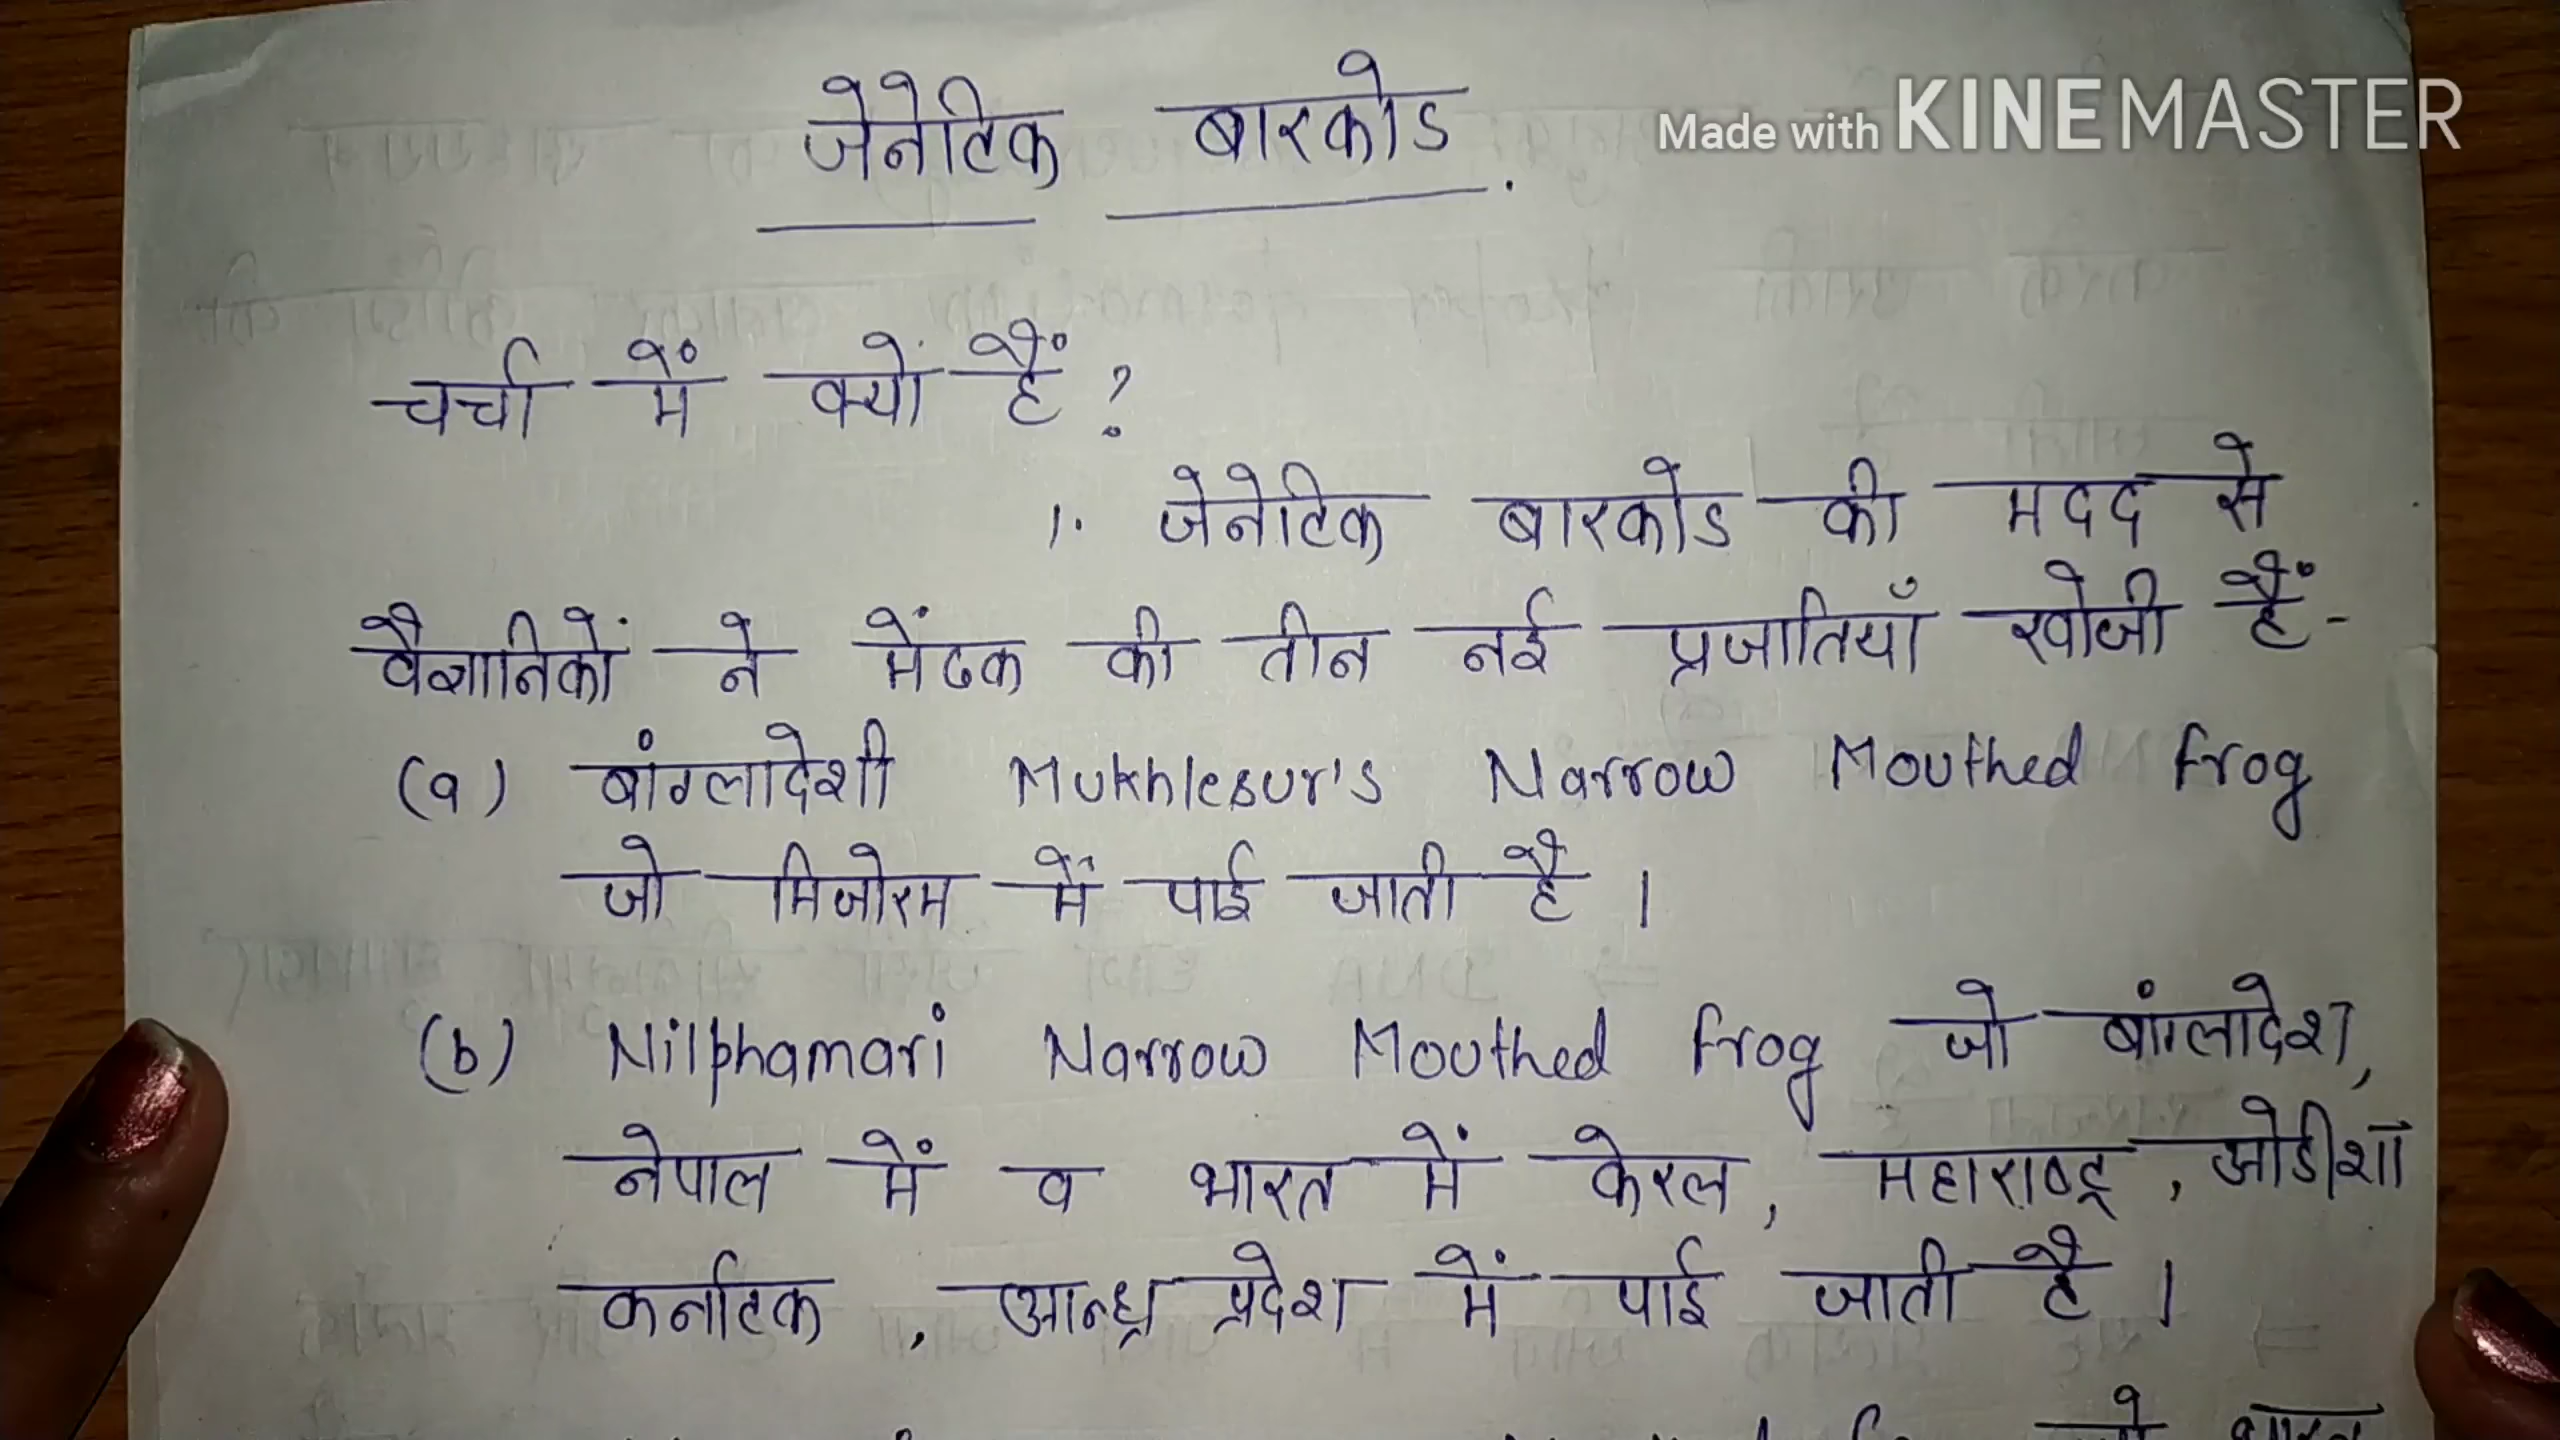 जेनेटिक बारकोड
Made with KINEMASTER
चर्चा में क्यों हैं ?
1. जेनेटिक बारकोड की मदद से
वैज्ञानिकों ने मेंढक की तीन नई प्रजातियाँ खोजी हैं-
(a) बांग्लादेशी Mukhlesur's Narrow Mouthed frog
जो मिजोरम में पाई जाती है ।
(b) Nilphamari Narrow Mouthed frog जो बांग्लादेश,
नेपाल में व भारत में केरल, महाराष्ट्र, ओडीशा
कर्नाटक, आन्ध्र प्रदेश में पाई जाती है ।